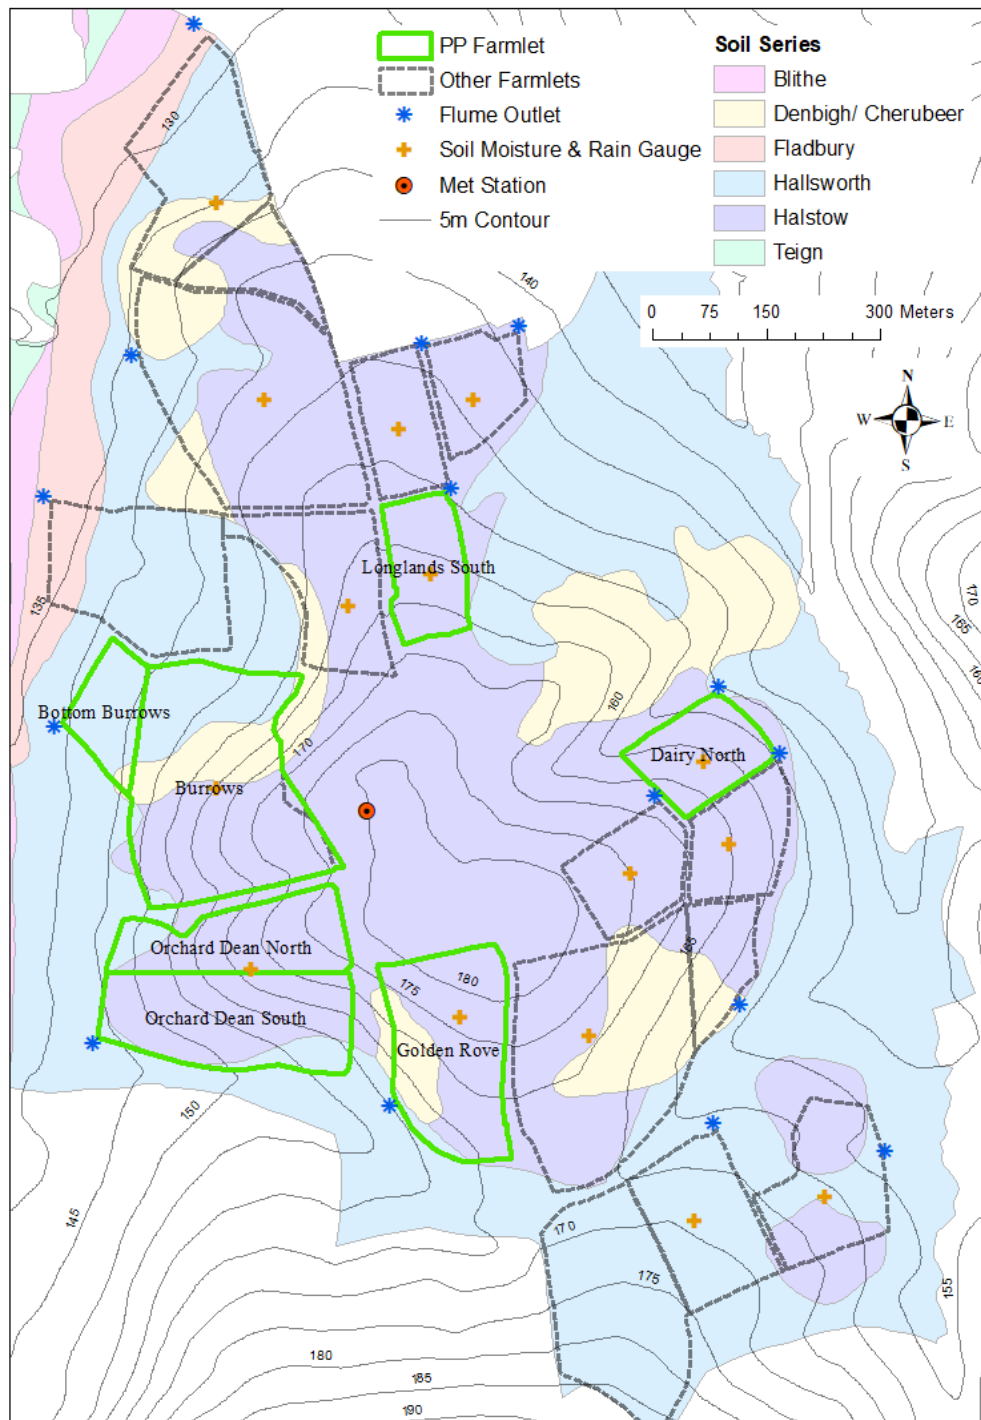 PP Farmlet
Other Farmlets
Flume Outlet
Soil Moisture & Rain Gauge
Met Station
5m Contour
Soil Series
Blithe
Denbigh/ Cherubeer
Fladbury
Hallsworth
Halstow
Teign
130
140
0 75 150 300 Meters
N
W E
S
Longlands South
170
165
160
135
Bottom Burrows
160
170
Dairy North
Burrows
Orchard Dean North
165
180
175
Orchard Dean South
Golden Rove
150
145
170
175
155
180
185
190